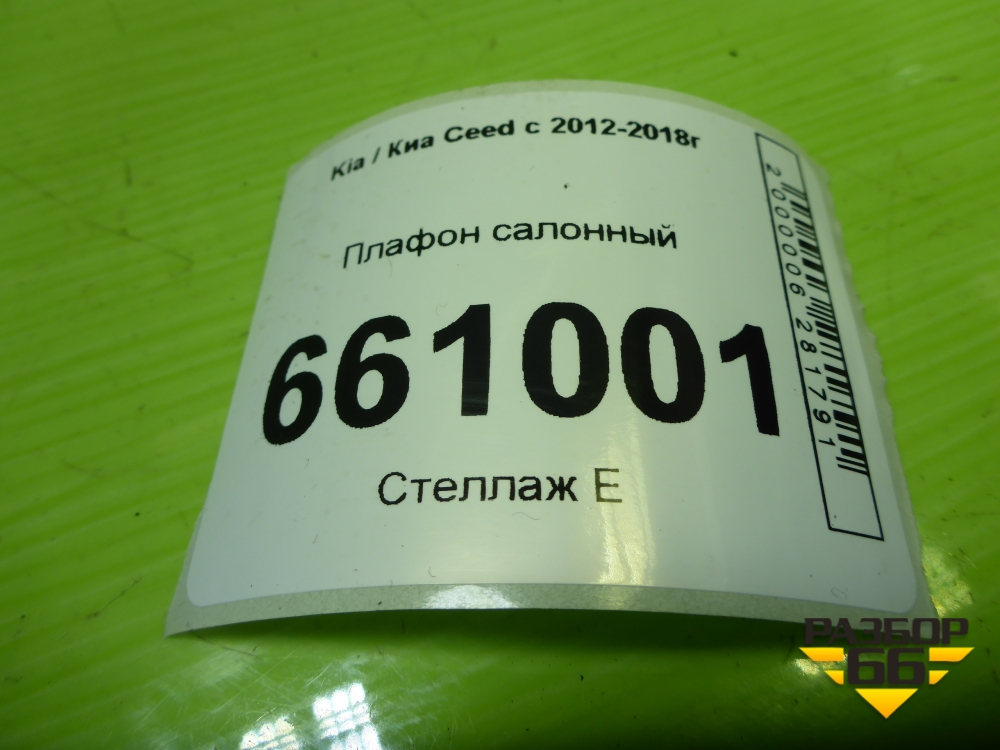 Kia / Киа Ceed с 2012-2018г
Плафон салонный
661001
Стеллаж Е
2000006281791
РАЗБОР
66